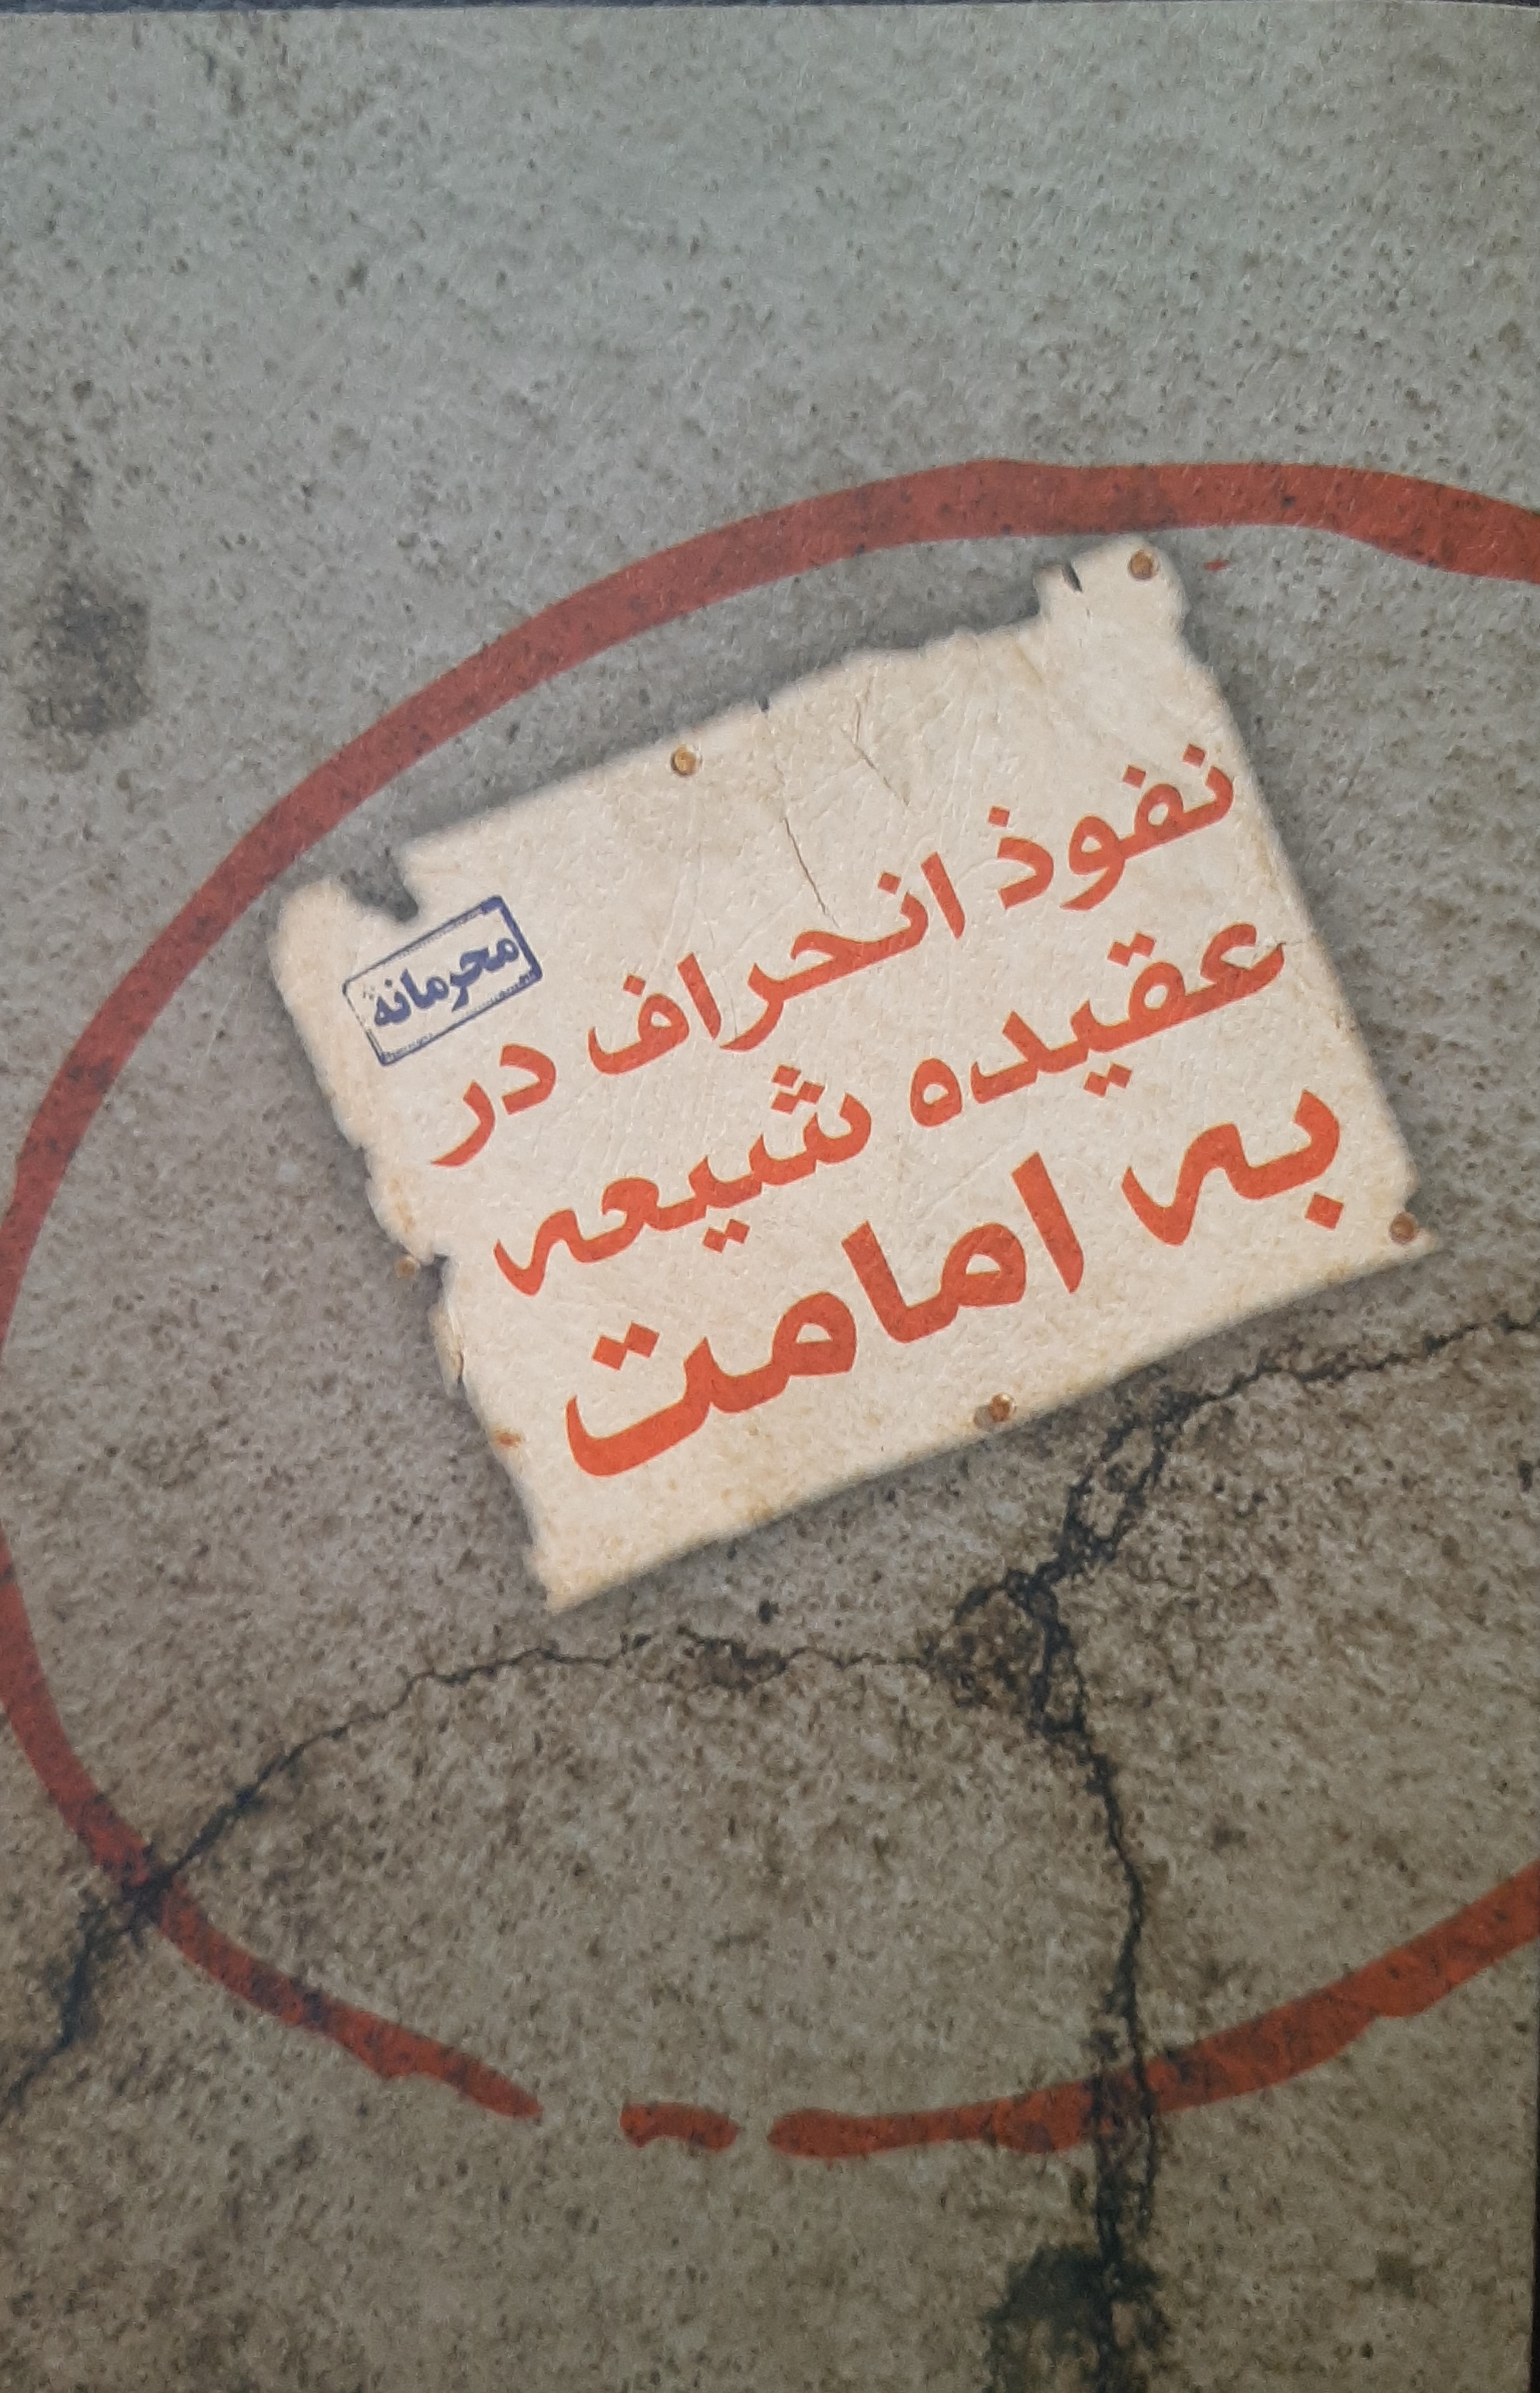 نفوذ انحراف در
عقیده شیعه
به امامت
محرمانه